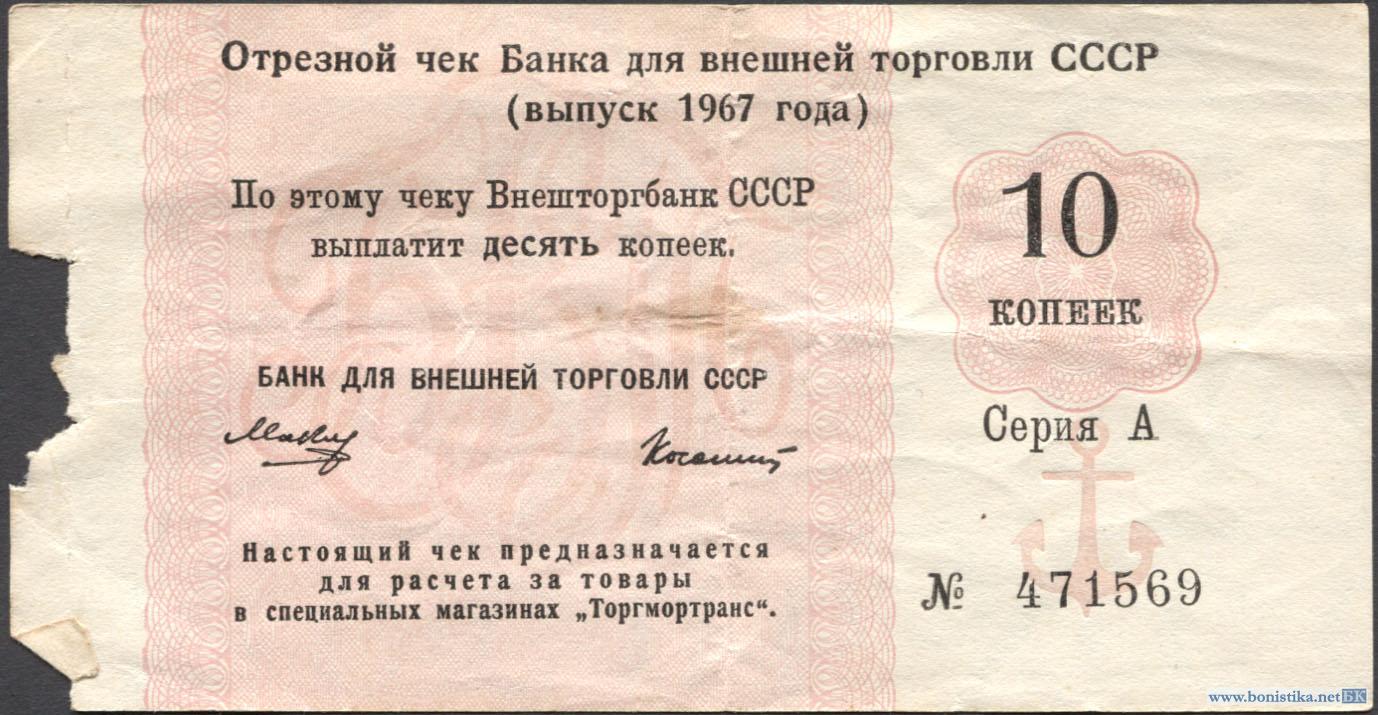 Отрезной чек Банка для внешней торговли СССР
(выпуск 1967 года)
По этому чеку Внешторгбанк СССР
выплатит десять копеек.
10
КОПЕЕК
БАНК ДЛЯ ВНЕШНЕЙ ТОРГОВЛИ СССР
Серия А
Настоящий чек предназначается
для расчета за товары
в специальных магазинах „Торгмортранс“.
№ 471569
www.bonistika.net БК